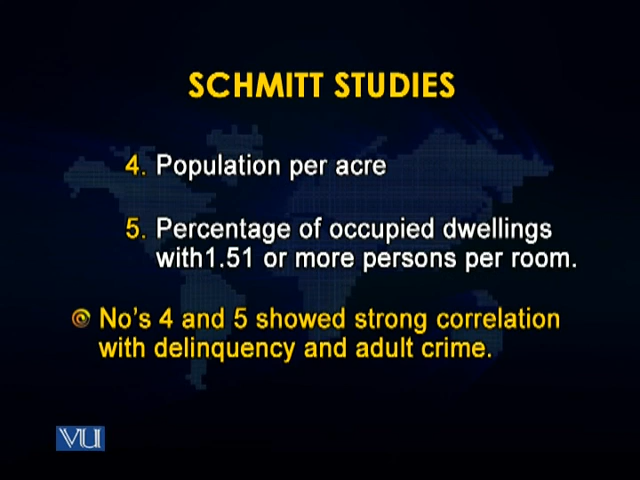 SCHMITT STUDIES
4. Population per acre
5. Percentage of occupied dwellings
with1.51 or more persons per room.
No's 4 and 5 showed strong correlation
with delinquency and adult crime.
VU